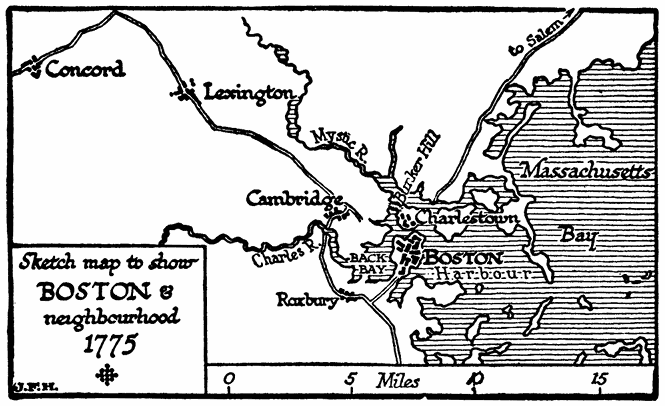 to Salem
Concord
Lexington
Mystic R.
Bunker Hill
Massachusetts
Cambridge
Charlestown
Bay
Charles R.
BACK
BAY
BOSTON
Harbour
Roxbury
Sketch map to show
BOSTON &
neighbourhood
1775
J.F.H.
0 5 Miles 10 15